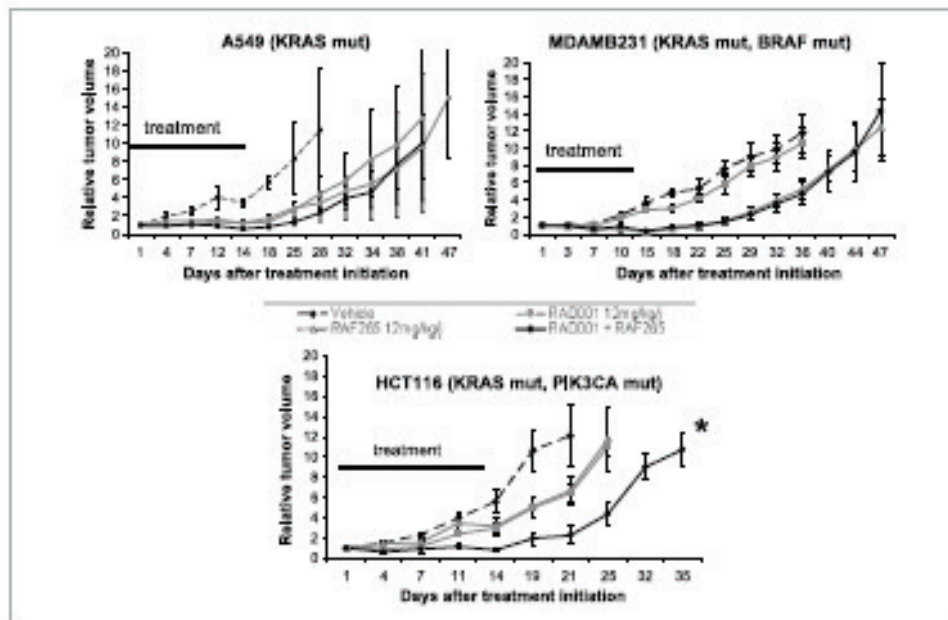 A549 (KRAS mut)
Relative tumor volume
20
18
16
14
12
10
8
6
4
2
0
treatment
1 4 7 12 14 18 25 28 32 34 38 41 47
Days after treatment initiation
MDAMB231 (KRAS mut, BRAF mut)
Relative tumor volume
20
18
16
14
12
10
8
6
4
2
0
treatment
1 3 7 10 15 18 22 25 29 32 36 40 44 47
Days after treatment initiation
Vehicle
RAD001 12mg/kg/j
RAF265 12mg/kg/j
RAD001 + RAF265
HCT116 (KRAS mut, PIK3CA mut)
Relative tumor volume
20
18
16
14
12
10
8
6
4
2
0
treatment
*
1 4 7 11 14 19 21 25 32 35
Days after treatment initiation